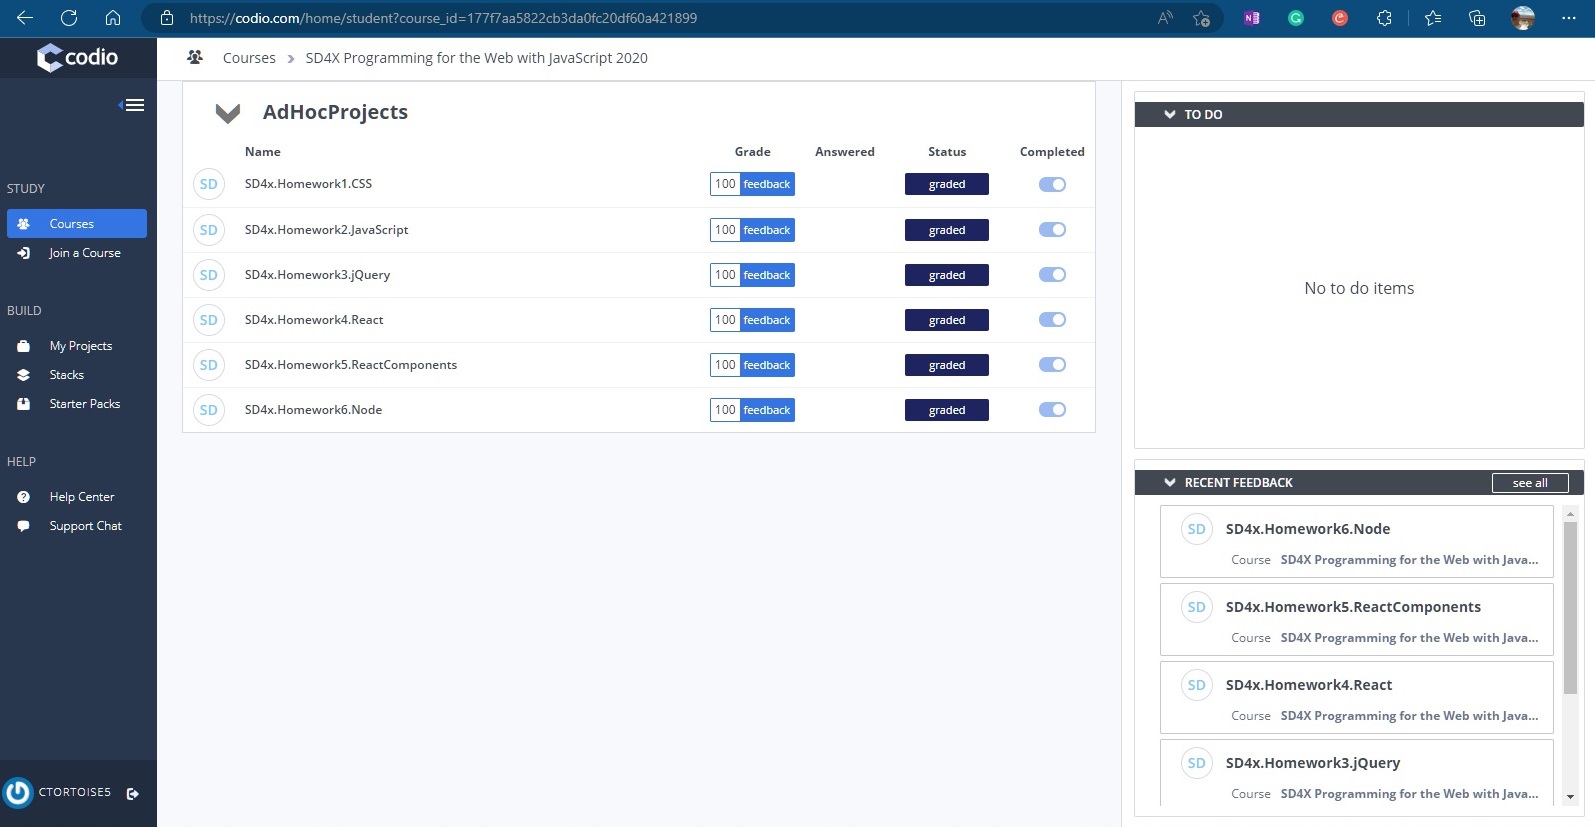 https://codio.com/home/student?course_id=177f7aa5822cb3da0fc20df60a421899
codio
Courses
SD4X Programming for the Web with JavaScript 2020
STUDY
Courses
Join a Course
BUILD
My Projects
Stacks
Starter Packs
HELP
Help Center
Support Chat
CTORTOISE5
AdHocProjects
Name Grade Answered Status Completed
SD SD4x.Homework1.CSS 100 feedback graded
SD SD4x.Homework2.JavaScript 100 feedback graded
SD SD4x.Homework3.jQuery 100 feedback graded
SD SD4x.Homework4.React 100 feedback graded
SD SD4x.Homework5.ReactComponents 100 feedback graded
SD SD4x.Homework6.Node 100 feedback graded
TO DO
No to do items
RECENT FEEDBACK see all
SD SD4x.Homework6.Node
Course SD4X Programming for the Web with Java...
SD SD4x.Homework5.ReactComponents
Course SD4X Programming for the Web with Java...
SD SD4x.Homework4.React
Course SD4X Programming for the Web with Java...
SD SD4x.Homework3.jQuery
Course SD4X Programming for the Web with Java...